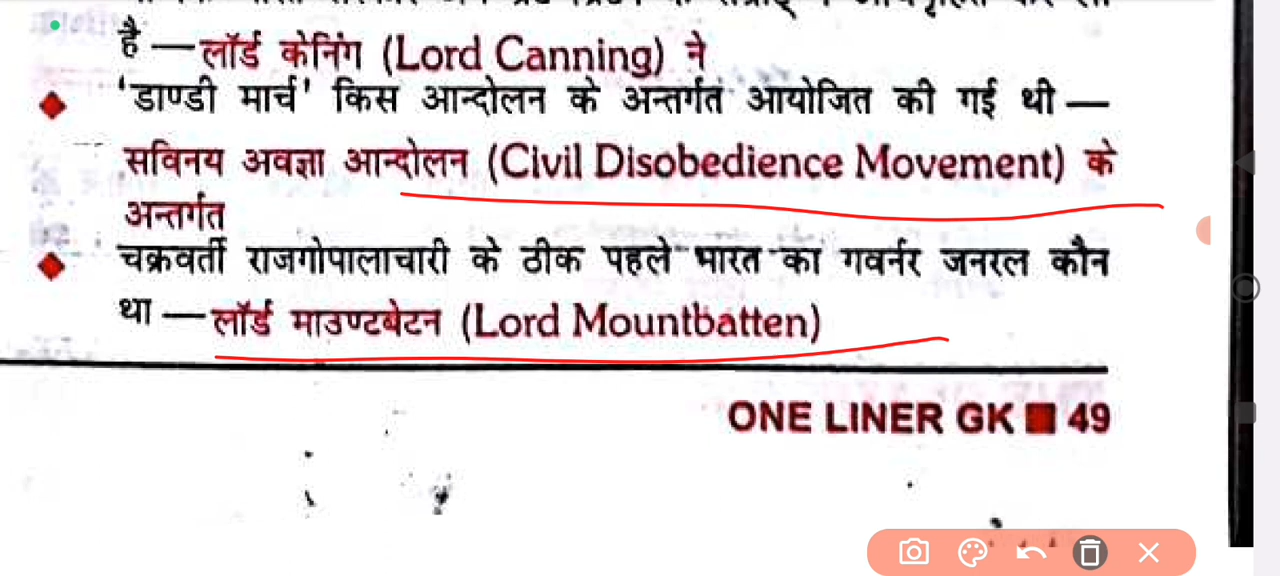 है — लॉर्ड केनिंग (Lord Canning) ने
'डाण्डी मार्च' किस आन्दोलन के अन्तर्गत आयोजित की गई थी —
सविनय अवज्ञा आन्दोलन (Civil Disobedience Movement) के
अन्तर्गत
चक्रवर्ती राजगोपालाचारी के ठीक पहले भारत का गवर्नर जनरल कौन
था — लॉर्ड माउण्टबेटन (Lord Mountbatten)
ONE LINER GK ■ 49